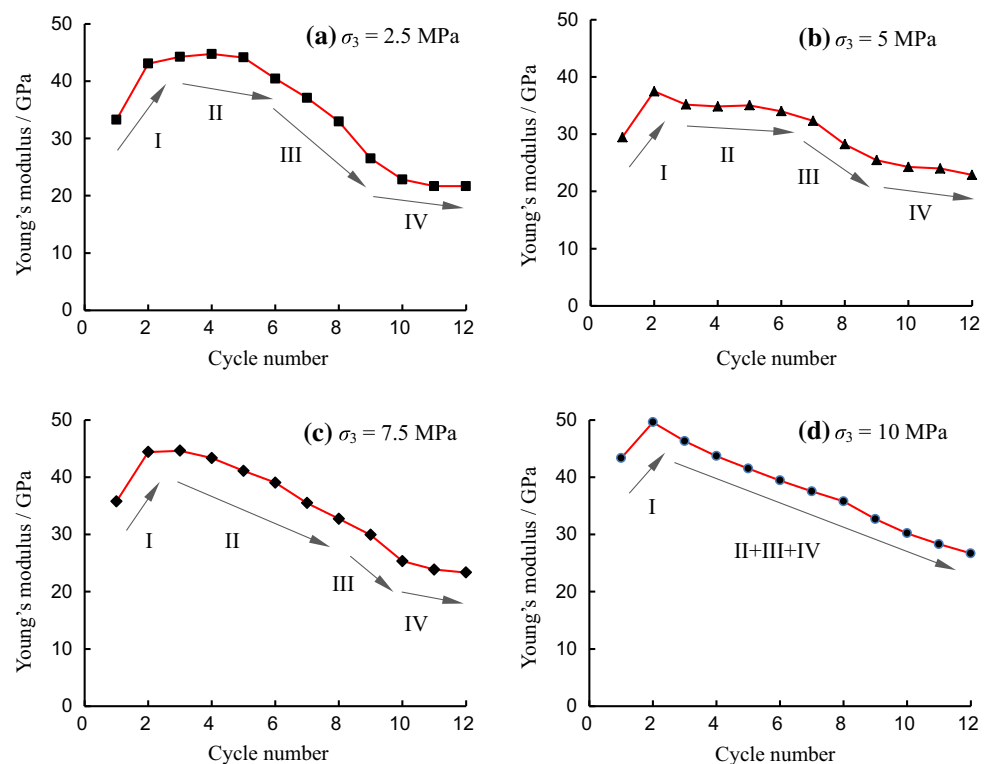 (a) σ3 = 2.5 MPa
Young's modulus / GPa
50
40
30
20
10
0
I
II
III
IV
0 2 4 6 8 10 12
Cycle number
(b) σ3 = 5 MPa
Young's modulus / GPa
50
40
30
20
10
0
I
II
III
IV
0 2 4 6 8 10 12
Cycle number
(c) σ3 = 7.5 MPa
Young's modulus / GPa
50
40
30
20
10
0
I
II
III
IV
0 2 4 6 8 10 12
Cycle number
(d) σ3 = 10 MPa
Young's modulus / GPa
50
40
30
20
10
0
I
II+III+IV
0 2 4 6 8 10 12
Cycle number